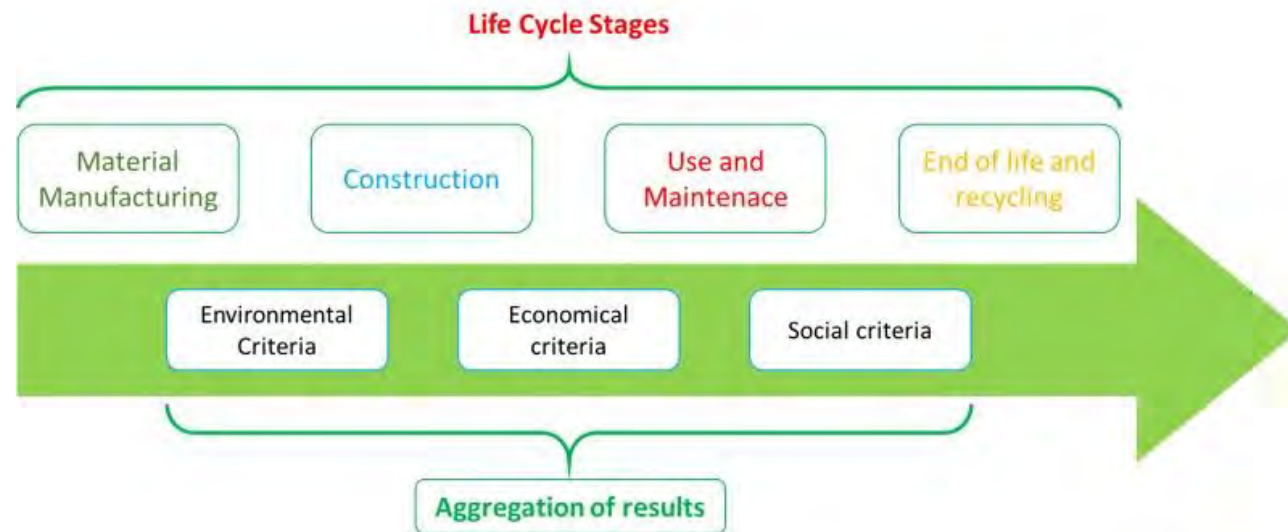 Life Cycle Stages
Material
Manufacturing
Construction
Use and
Maintenace
End of life and
recycling
Environmental
Criteria
Economical
criteria
Social criteria
Aggregation of results